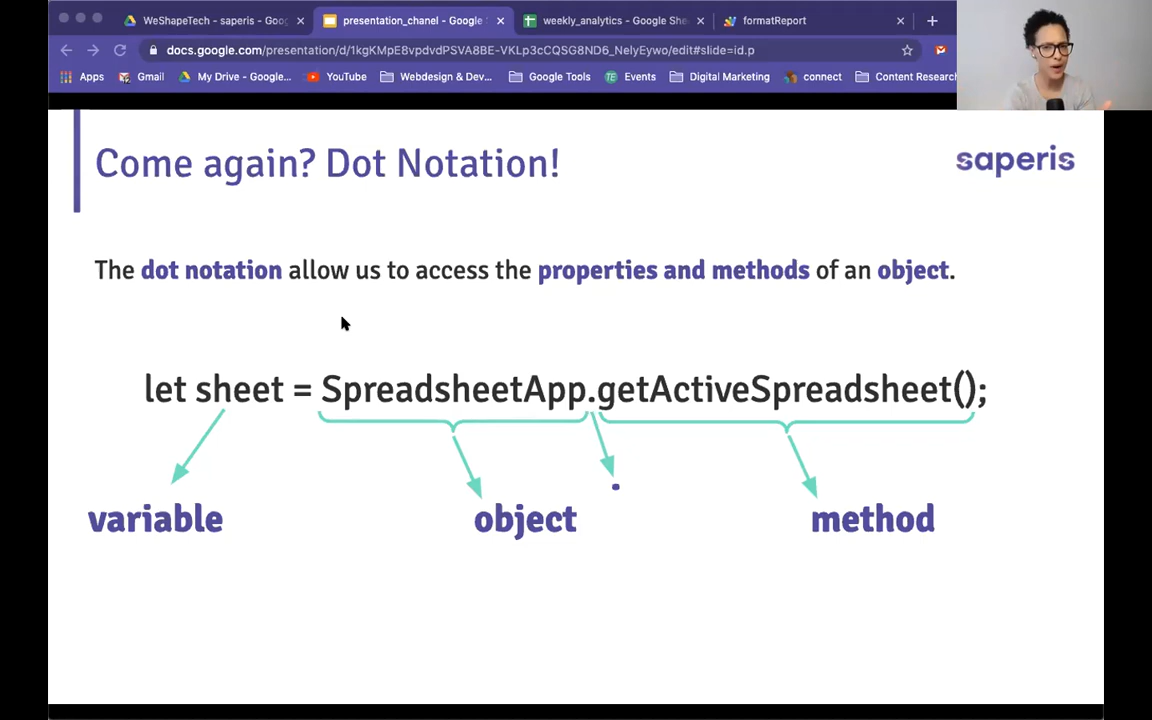 WeShapeTech - saperis - Goo
presentation_chanel - Google
weekly_analytics - Google She
formatReport
docs.google.com/presentation/d/1kgKMpE8vpdvdPSVA8BE-VKLp3cCQSG8ND6_NelyEywo/edit#slide=id.p
Apps
Gmail
My Drive - Google...
YouTube
Webdesign & Dev...
Google Tools
TE
Events
Digital Marketing
connect
Content Researc
Come again? Dot Notation!
saperis
The dot notation allow us to access the properties and methods of an object.
let sheet = SpreadsheetApp.getActiveSpreadsheet();
.
variable
object
method